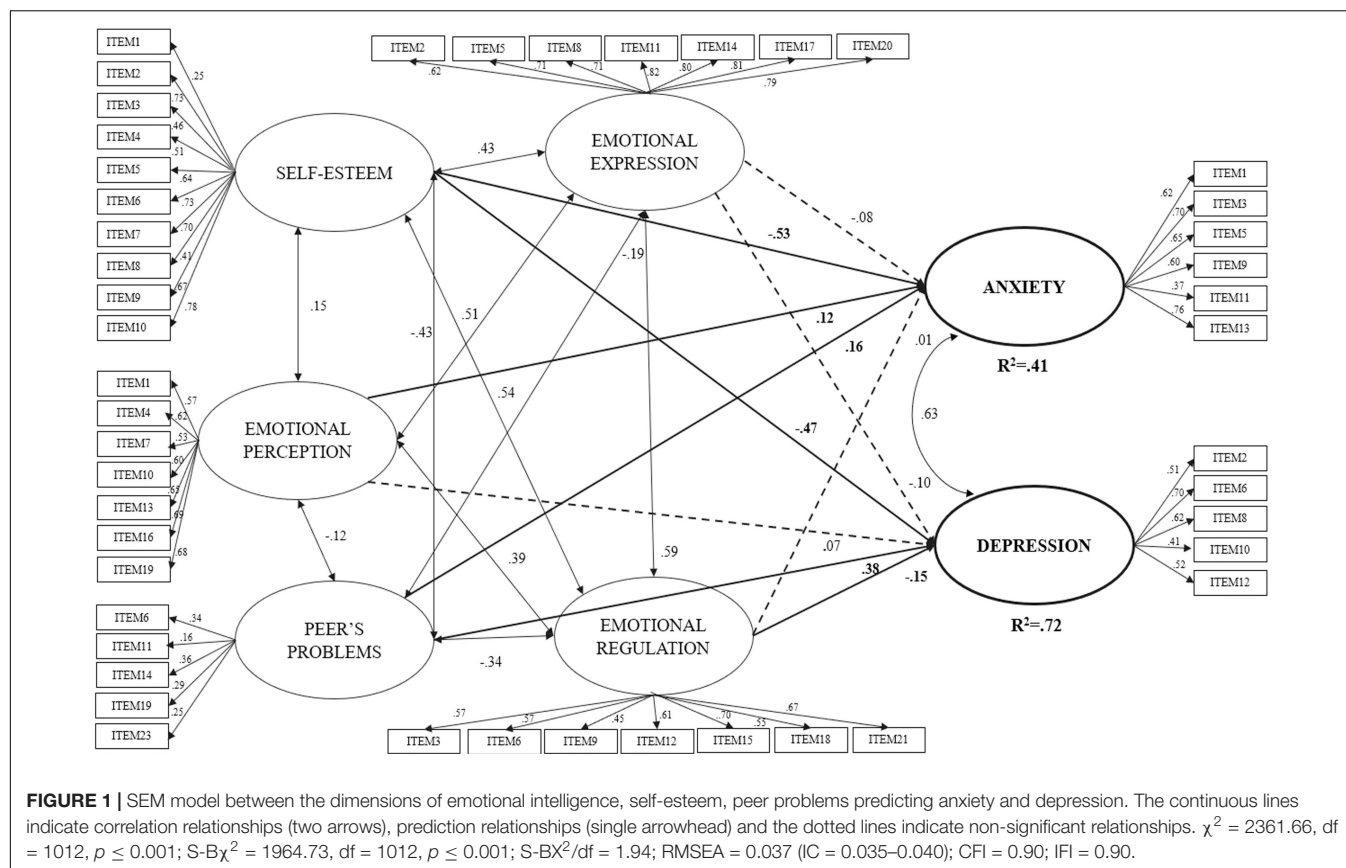 ITEM1
ITEM2
ITEM3
ITEM4
ITEM5
ITEM6
ITEM7
ITEM8
ITEM9
ITEM10
.25
.73
.46
.51
.64
.73
.70
.41
.67
.78
SELF-ESTEEM
ITEM2
ITEM5
ITEM8
ITEM11
ITEM14
ITEM17
ITEM20
.62
.71
.71
.82
.80
.81
.79
EMOTIONAL
EXPRESSION
.43
-.08
-.53
-.19
.15
.51
-.43
.12
.16
.54
.01
ITEM1
ITEM3
ITEM5
ITEM9
ITEM11
ITEM13
.62
.70
.65
.60
.37
.76
ANXIETY
R²=.41
.63
ITEM1
ITEM4
ITEM7
ITEM10
ITEM13
ITEM16
ITEM19
.57
.62
.53
.60
.65
.69
.68
EMOTIONAL
PERCEPTION
-.47
-.10
-.12
.39
.59
.07
.38
-.15
ITEM2
ITEM6
ITEM8
ITEM10
ITEM12
.51
.70
.62
.41
.52
DEPRESSION
R²=.72
ITEM6
ITEM11
ITEM14
ITEM19
ITEM23
.34
.16
.36
.29
.25
PEER'S
PROBLEMS
-.34
EMOTIONAL
REGULATION
.57
.57
.45
.61
..70
.55
.67
ITEM3
ITEM6
ITEM9
ITEM12
ITEM15
ITEM18
ITEM21
FIGURE 1 | SEM model between the dimensions of emotional intelligence, self-esteem, peer problems predicting anxiety and depression. The continuous lines
indicate correlation relationships (two arrows), prediction relationships (single arrowhead) and the dotted lines indicate non-significant relationships. χ² = 2361.66, df
= 1012, p ≤ 0.001; S-Bχ² = 1964.73, df = 1012, p ≤ 0.001; S-BX²/df = 1.94; RMSEA = 0.037 (IC = 0.035–0.040); CFI = 0.90; IFI = 0.90.